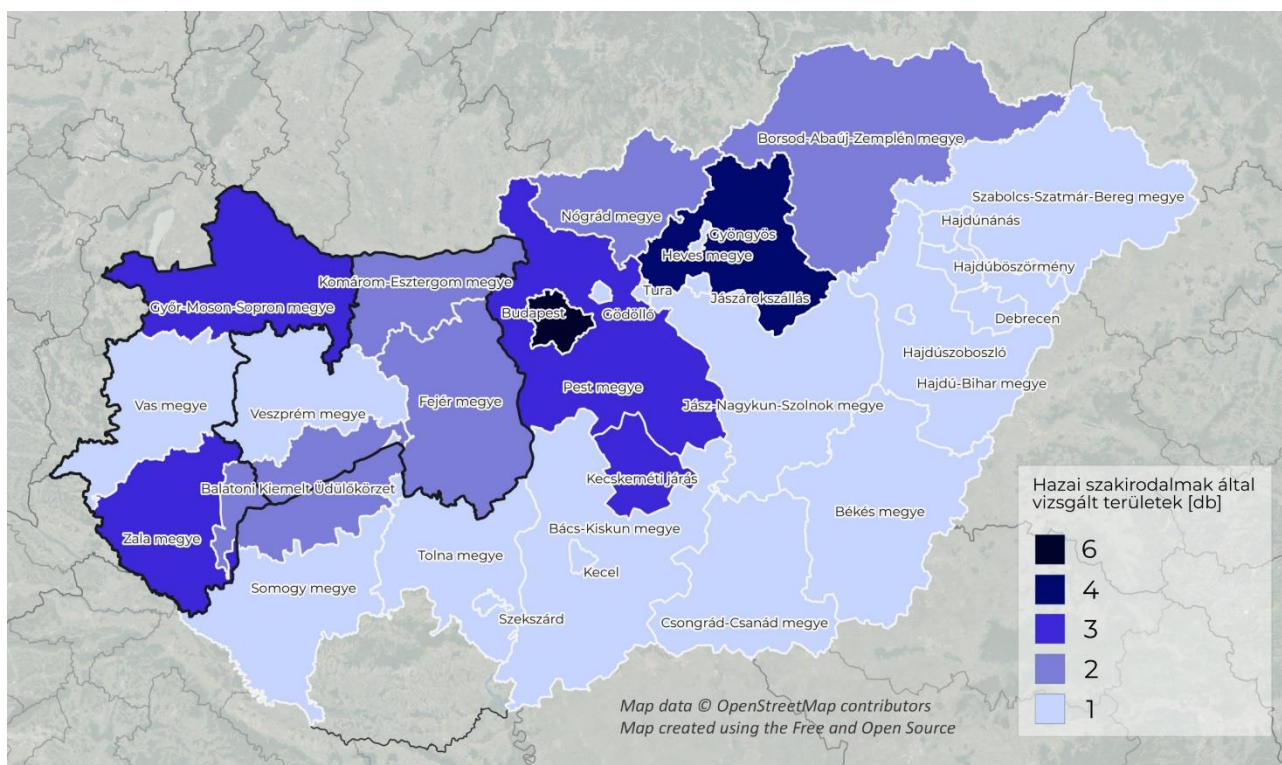 Borsod-Abaúj-Zemplén megye
Szabolcs-Szatmár-Bereg megye
Nógrád megye
Hajdúnánás
Gyöngyös
Heves megye
Hajdúböszörmény
Komárom-Esztergom megye
Tura
Jászárokszállás
Győr-Moson-Sopron megye
Budapest
Gödöllő
Debrecen
Hajdúszoboszló
Pest megye
Hajdú-Bihar megye
Vas megye
Veszprém megye
Fejér megye
Jász-Nagykun-Szolnok megye
Balatoni Kiemelt Üdülőkörzet
Kecskeméti járás
Zala megye
Bács-Kiskun megye
Békés megye
Tolna megye
Kecel
Somogy megye
Szekszárd
Csongrád-Csanád megye
Hazai szakirodalmak által
vizsgált területek [db]
6
4
3
2
1
Map data © OpenStreetMap contributors
Map created using the Free and Open Source